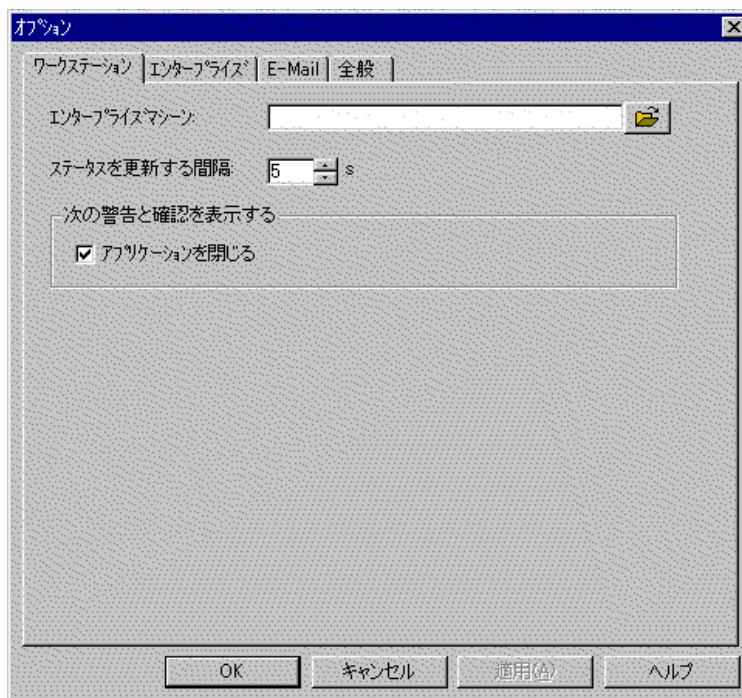 オプション
ワークステーション エンタープライズ E-Mail 全般
エンタープライズマシーン:
ステータスを更新する間隔: 5 s
次の警告と確認を表示する
アプリケーションを閉じる
OK キャンセル 適用(A) ヘルプ